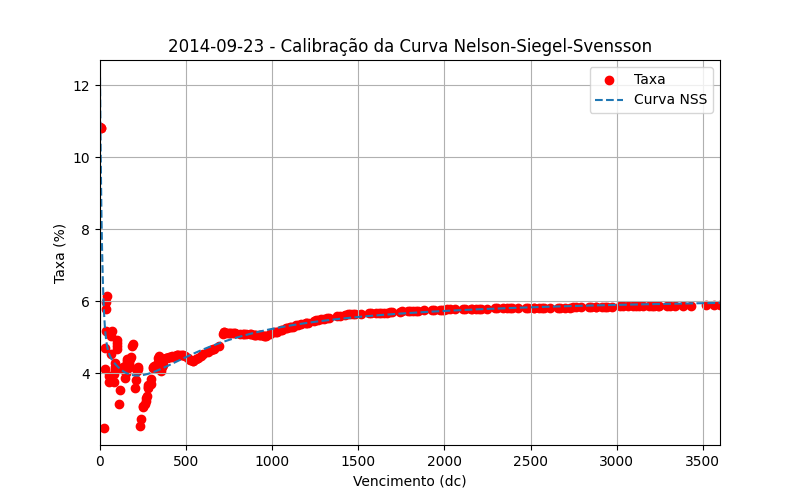 2014-09-23 - Calibração da Curva Nelson-Siegel-Svensson
Taxa
Curva NSS
12
10
8
6
4
Taxa (%)
0 500 1000 1500 2000 2500 3000 3500
Vencimento (dc)